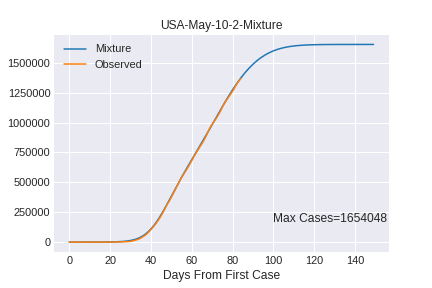 USA-May-10-2-Mixture
Mixture
Observed
1500000
1250000
1000000
750000
500000
250000
0
Max Cases=1654048
0 20 40 60 80 100 120 140
Days From First Case